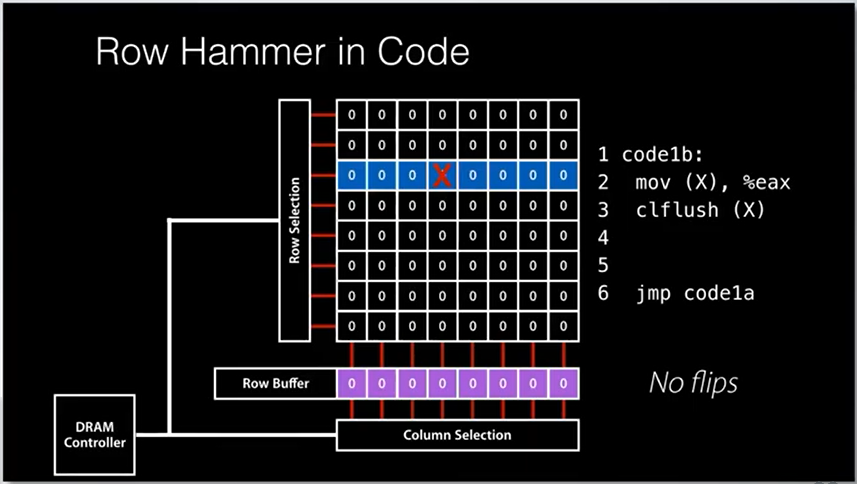 Row Hammer in Code
Row Selection
0 0 0 0 0 0 0 0
0 0 0 0 0 0 0 0
0 0 0 X 0 0 0 0
0 0 0 0 0 0 0 0
0 0 0 0 0 0 0 0
0 0 0 0 0 0 0 0
0 0 0 0 0 0 0 0
0 0 0 0 0 0 0 0
1 code1b:
2 mov (X), %eax
3 clflush (X)
4
5
6 jmp code1a
Row Buffer 0 0 0 0 0 0 0 0
No flips
DRAM
Controller
Column Selection